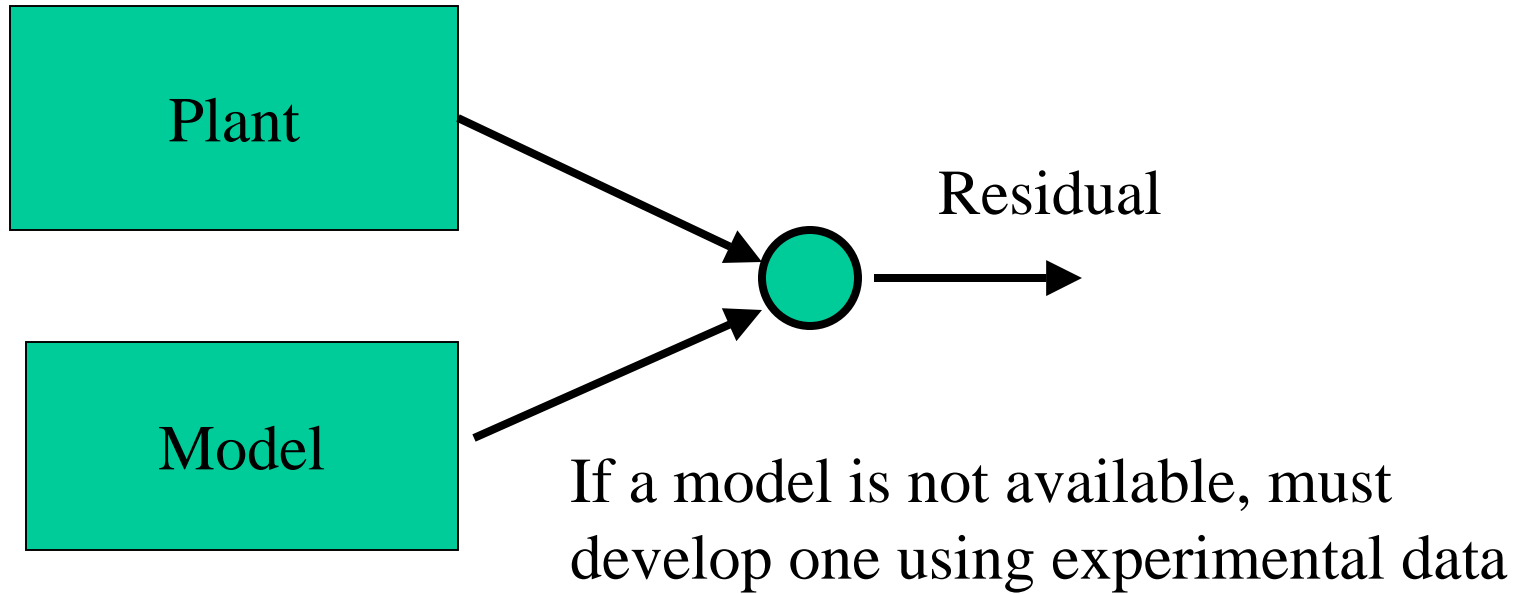 Plant
Residual
Model
If a model is not available, must
develop one using experimental data